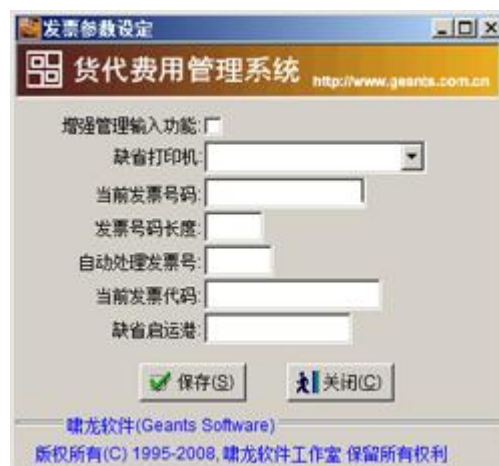 发票参数设定
货代费用管理系统 http://www.geants.com.cn
增强管理输入功能:
缺省打印机:
当前发票号码:
发票号码长度:
自动处理发票号:
当前发票代码:
缺省启运港:
保存(S) 关闭(C)
啸龙软件(Geants Software)
版权所有(C) 1995-2008, 啸龙软件工作室 保留所有权利